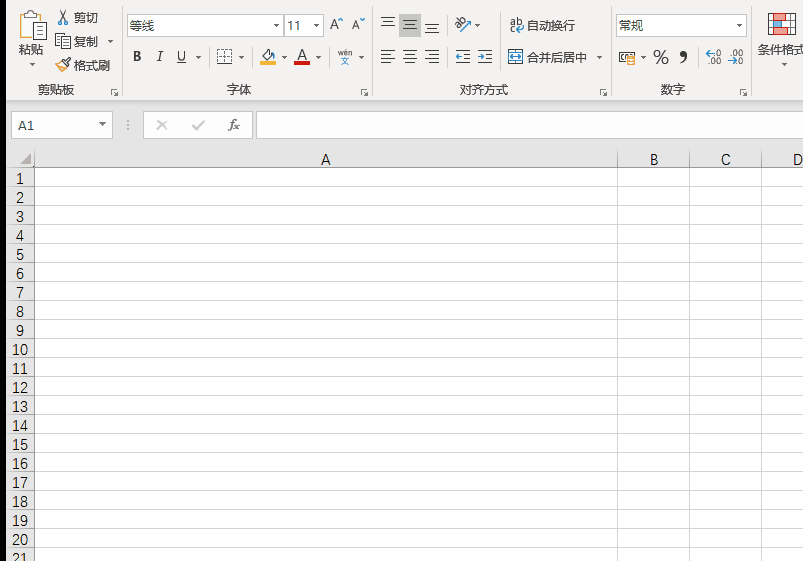 剪切
复制
粘贴
格式刷
剪贴板
等线 11 A A
B I U A wén 文
字体
ab 自动换行
合并后居中
对齐方式
常规
% .00 .00
数字
条件格式
A1 fx
A B C D
1
2
3
4
5
6
7
8
9
10
11
12
13
14
15
16
17
18
19
20
21